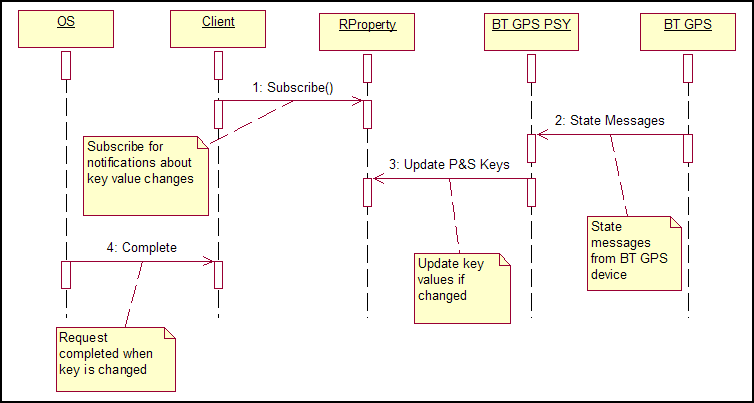 OS
Client
RProperty
BT GPS PSY
BT GPS
1: Subscribe()
2: State Messages
Subscribe for
notifications about
key value changes
3: Update P&S Keys
State
messages
from BT GPS
device
4: Complete
Update key
values if
changed
Request
completed when
key is changed